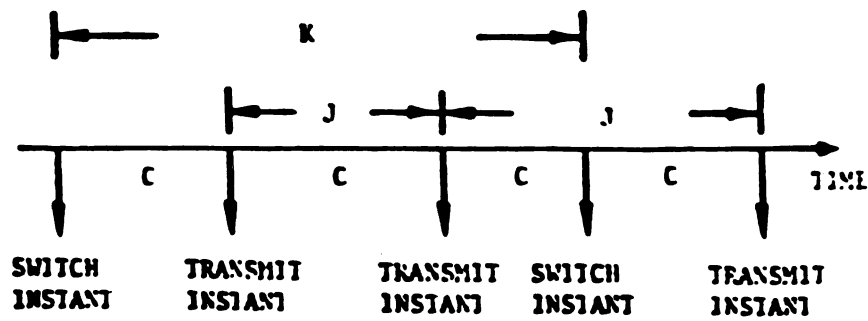 K
J J
C C C C TIME
SWITCH TRANSMIT TRANSMIT SWITCH TRANSMIT
INSTANT INSTANT INSTANT INSTANT INSTANT